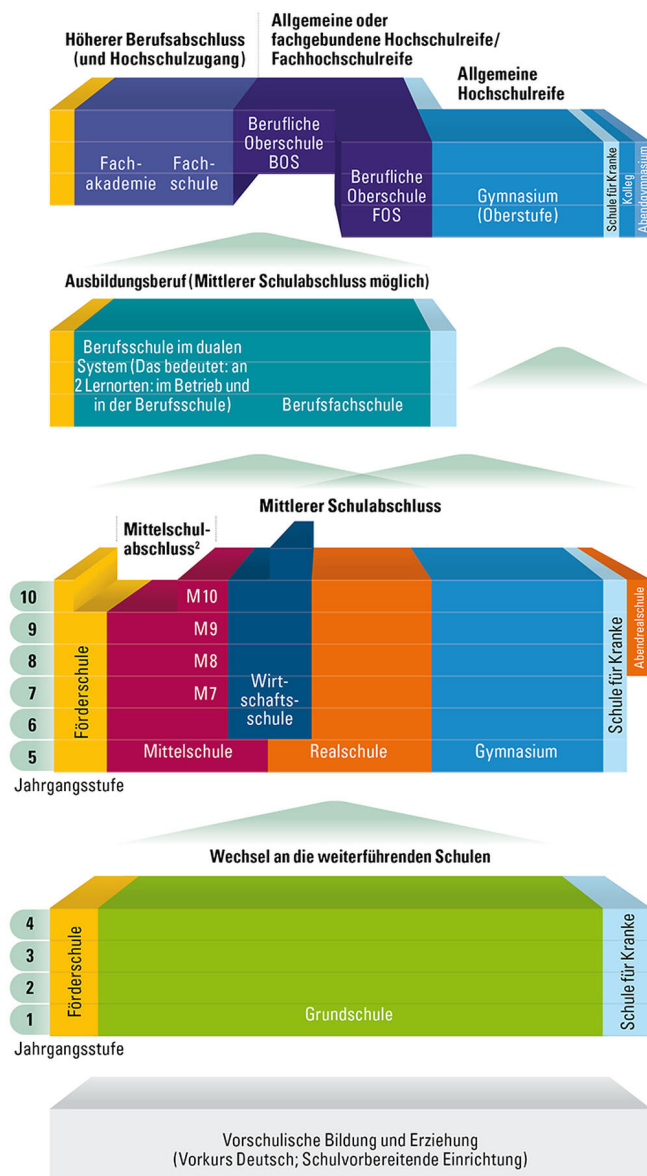 Höherer Berufsabschluss
(und Hochschulzugang)
Allgemeine oder
fachgebundene Hochschulreife/
Fachhochschulreife
Allgemeine
Hochschulreife
Fach-
akademie
Fach-
schule
Berufliche
Oberschule
BOS
Berufliche
Oberschule
FOS
Gymnasium
(Oberstufe)
Schule für Kranke
Kolleg
Abendgymnasium
Ausbildungsberuf (Mittlerer Schulabschluss möglich)
Berufsschule im dualen
System (Das bedeutet: an
2 Lernorten: im Betrieb und
in der Berufsschule)
Berufsfachschule
Mittlerer Schulabschluss
Mittelschul-
abschluss²
10
9
8
7
6
5
Jahrgangsstufe
Förderschule
M10
M9
M8
M7
Mittelschule
Wirt-
schafts-
schule
Realschule
Gymnasium
Schule für Kranke
Abendrealschule
Wechsel an die weiterführenden Schulen
4
3
2
1
Jahrgangsstufe
Förderschule
Grundschule
Schule für Kranke
Vorschulische Bildung und Erziehung
(Vorkurs Deutsch; Schulvorbereitende Einrichtung)